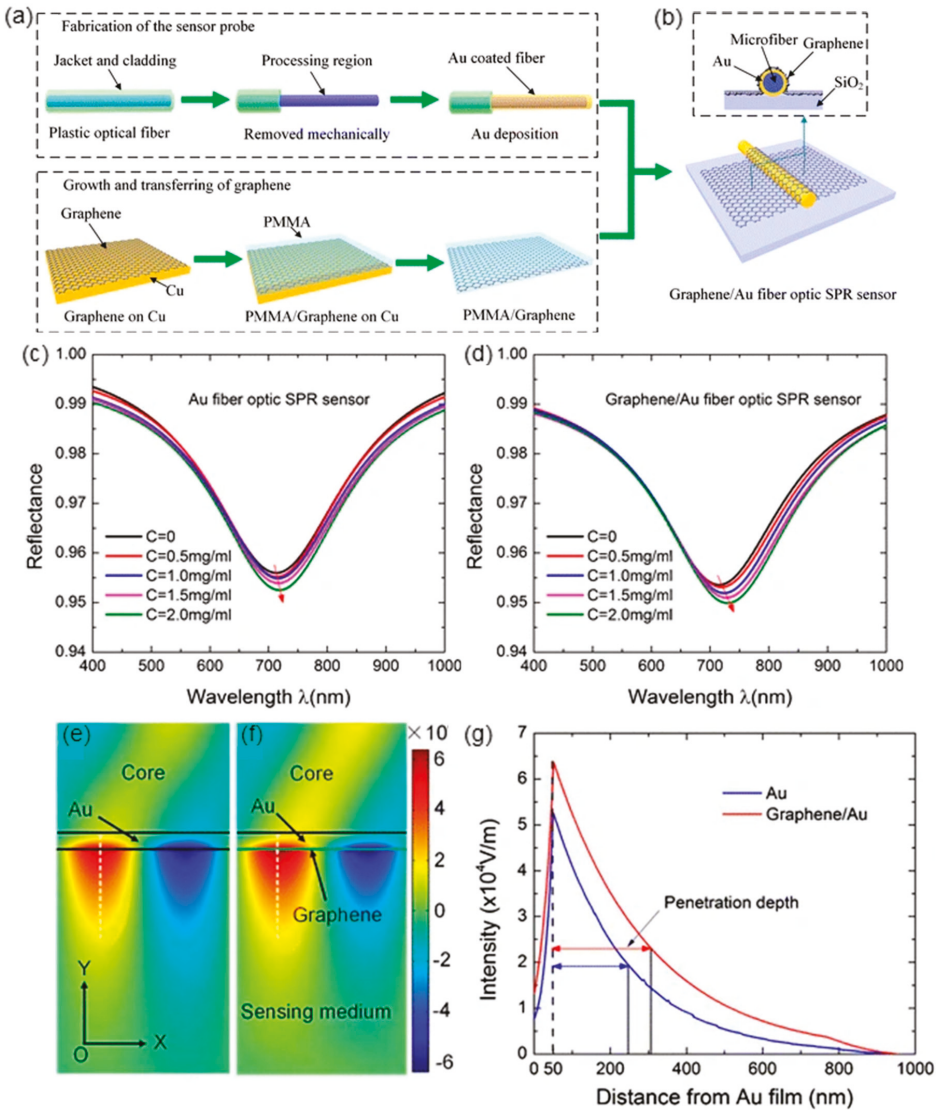 (a)
Fabrication of the sensor probe
Jacket and cladding
Processing region
Au coated fiber
Plastic optical fiber
Removed mechanically
Au deposition
Growth and transferring of graphene
Graphene
PMMA
Cu
Graphene on Cu
PMMA/Graphene on Cu
PMMA/Graphene
(b)
Microfiber
Au
Graphene
SiO₂
Graphene/Au fiber optic SPR sensor
(c)
Au fiber optic SPR sensor
Reflectance
1.00
0.99
0.98
0.97
0.96
0.95
0.94
C=0
C=0.5mg/ml
C=1.0mg/ml
C=1.5mg/ml
C=2.0mg/ml
400 500 600 700 800 900 1000
Wavelength λ(nm)
(d)
Graphene/Au fiber optic SPR sensor
Reflectance
1.00
0.99
0.98
0.97
0.96
0.95
0.94
C=0
C=0.5mg/ml
C=1.0mg/ml
C=1.5mg/ml
C=2.0mg/ml
400 500 600 700 800 900 1000
Wavelength λ(nm)
(e)
Core
Au
Y
O
X
(f)
Core
Au
Graphene
Sensing medium
× 10
6
4
2
0
-2
-4
-6
(g)
Intensity (x10⁴V/m)
7
6
5
4
3
2
1
0
Au
Graphene/Au
Penetration depth
0 50 200 400 600 800 1000
Distance from Au film (nm)